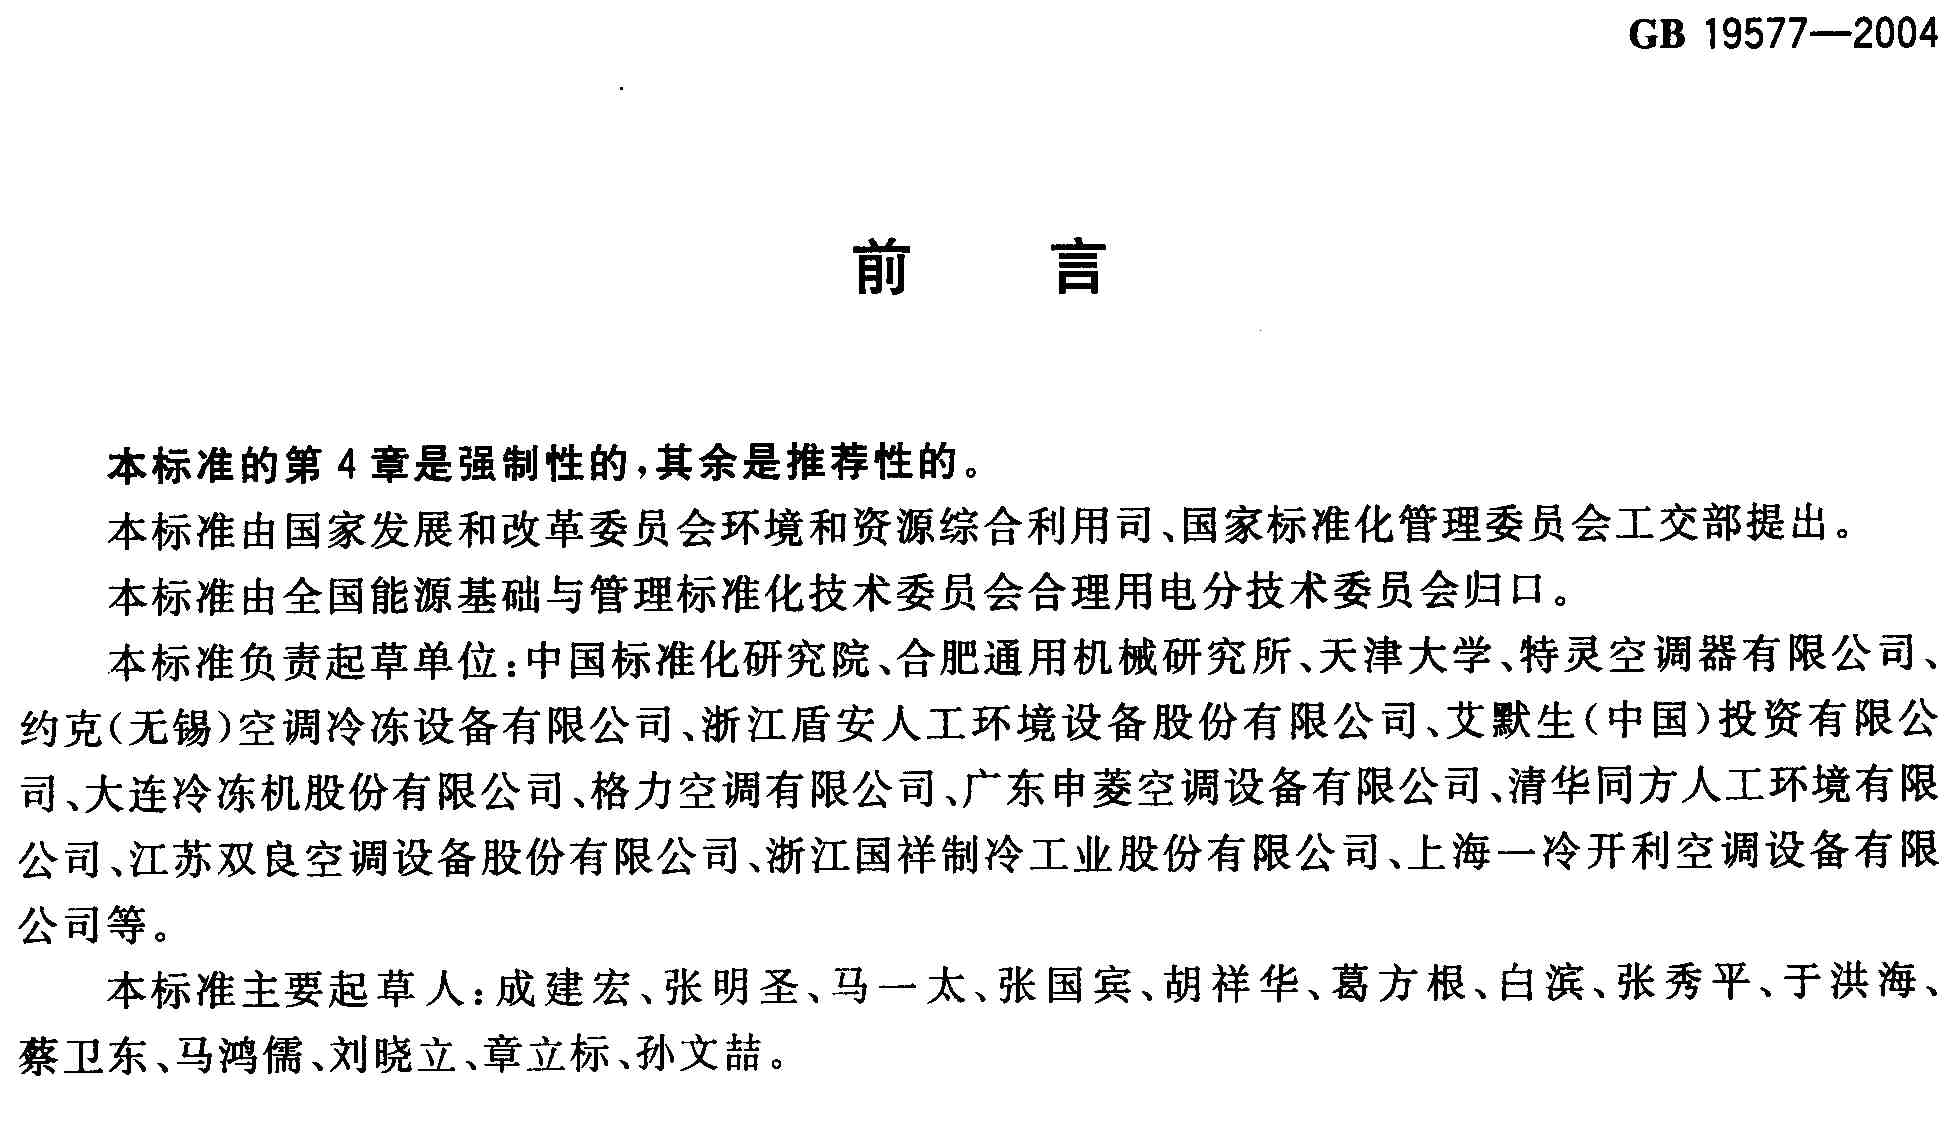 GB 19577—2004
前 言
本标准的第 4 章是强制性的,其余是推荐性的。
本标准由国家发展和改革委员会环境和资源综合利用司、国家标准化管理委员会工交部提出。
本标准由全国能源基础与管理标准化技术委员会合理用电分技术委员会归口。
本标准负责起草单位:中国标准化研究院、合肥通用机械研究所、天津大学、特灵空调器有限公司、
约克(无锡)空调冷冻设备有限公司、浙江盾安人工环境设备股份有限公司、艾默生(中国)投资有限公
司、大连冷冻机股份有限公司、格力空调有限公司、广东申菱空调设备有限公司、清华同方人工环境有限
公司、江苏双良空调设备股份有限公司、浙江国祥制冷工业股份有限公司、上海一冷开利空调设备有限
公司等。
本标准主要起草人:成建宏、张明圣、马一太、张国宾、胡祥华、葛方根、白滨、张秀平、于洪海、
蔡卫东、马鸿儒、刘晓立、章立标、孙文喆。